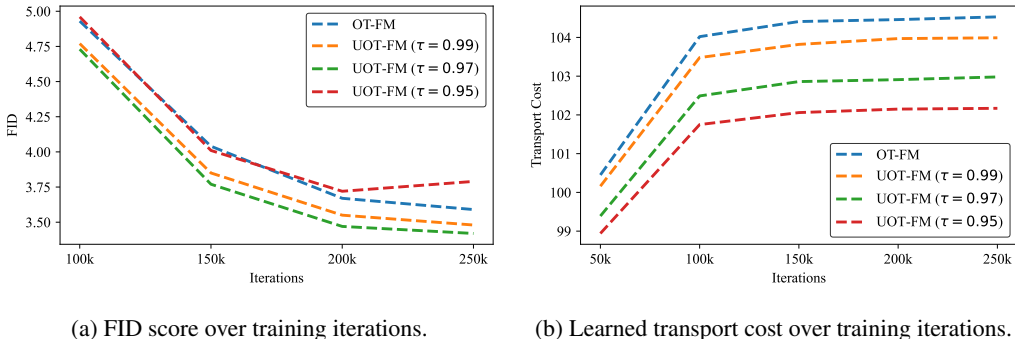 5.00
4.75
4.50
4.25
4.00
3.75
3.50
FID
100k 150k 200k 250k
Iterations
OT-FM
UOT-FM (τ = 0.99)
UOT-FM (τ = 0.97)
UOT-FM (τ = 0.95)
(a) FID score over training iterations.
104
103
102
101
100
99
Transport Cost
50k 100k 150k 200k 250k
Iterations
OT-FM
UOT-FM (τ = 0.99)
UOT-FM (τ = 0.97)
UOT-FM (τ = 0.95)
(b) Learned transport cost over training iterations.